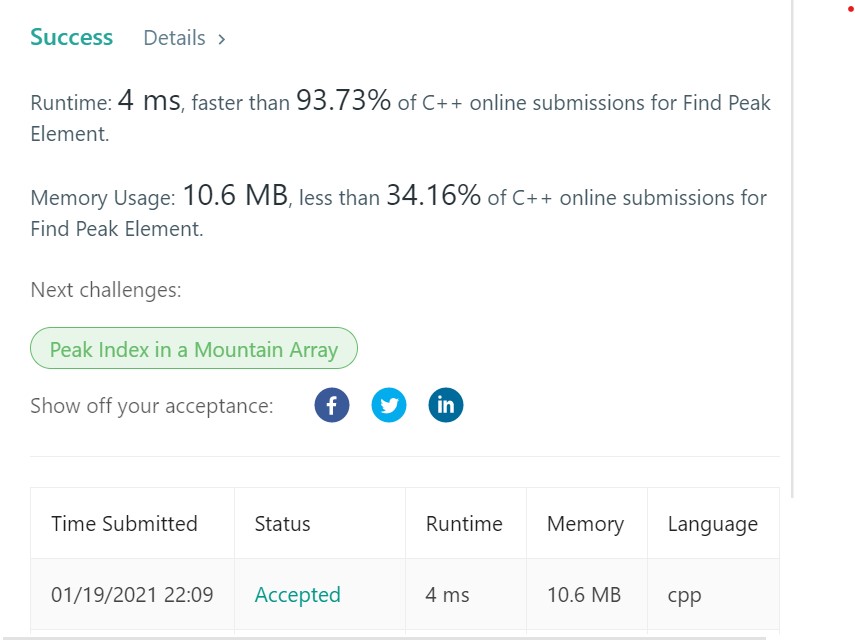 Success Details >
Runtime: 4 ms, faster than 93.73% of C++ online submissions for Find Peak
Element.
Memory Usage: 10.6 MB, less than 34.16% of C++ online submissions for
Find Peak Element.
Next challenges:
Peak Index in a Mountain Array
Show off your acceptance: f in
Time Submitted Status Runtime Memory Language
01/19/2021 22:09 Accepted 4 ms 10.6 MB cpp